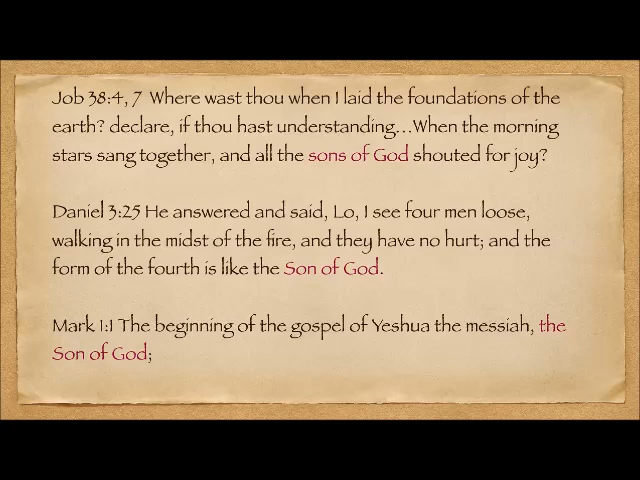 Job 38:4, 7 Where wast thou when I laid the foundations of the
earth? declare, if thou hast understanding...When the morning
stars sang together, and all the sons of God shouted for joy?
Daniel 3:25 He answered and said, Lo, I see four men loose,
walking in the midst of the fire, and they have no hurt; and the
form of the fourth is like the Son of God.
Mark 1:1 The beginning of the gospel of Yeshua the messiah, the
Son of God;